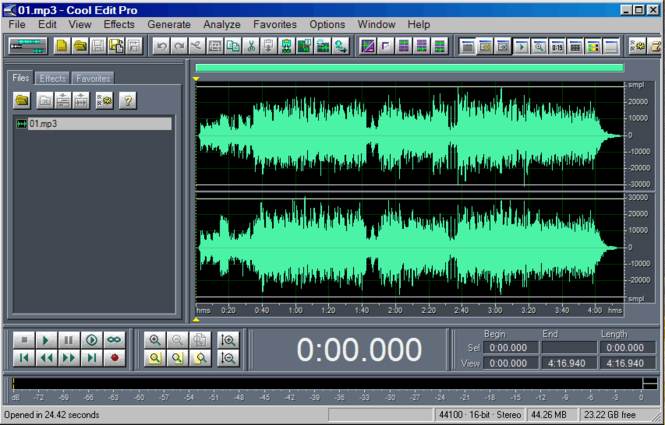 01.mp3 - Cool Edit Pro
File Edit View Effects Generate Analyze Favorites Options Window Help
Files Effects Favorites
01.mp3
smpl
30000
20000
10000
0
-10000
-20000
-30000
30000
20000
10000
0
-10000
-20000
smpl
hms 0:20 0:40 1:00 1:20 1:40 2:00 2:20 2:40 3:00 3:20 3:40 4:00 hms
0:00.000
Begin End Length
Sel 0:00.000 0:00.000
View 0:00.000 4:16.940 4:16.940
dB -72 -69 -66 -63 -60 -57 -54 -51 -48 -45 -42 -39 -36 -33 -30 -27 -24 -21 -18 -15 -12 -9 -6 -3 0
Opened in 24.42 seconds 44100 · 16-bit · Stereo 44.26 MB 23.22 GB free